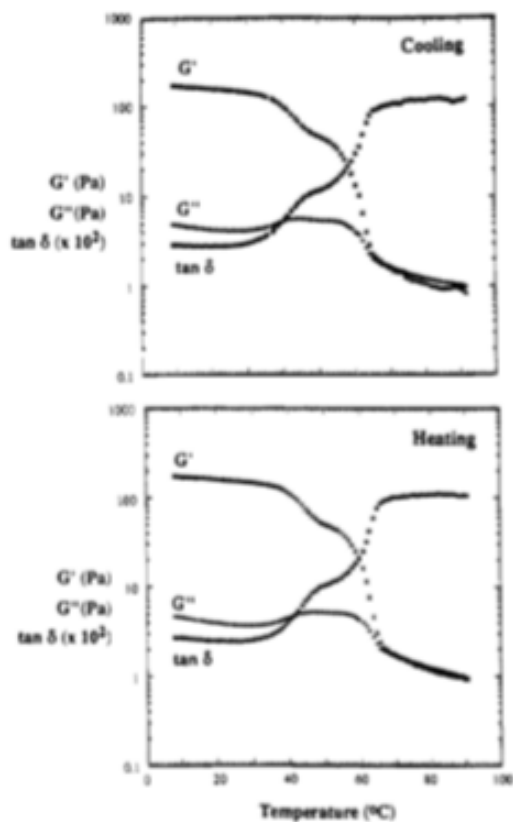 1000
Cooling
G'
100
G' (Pa)
G"(Pa)
10
G"
tan δ (x 10²)
tan δ
1
0.1
1000
Heating
G'
100
G' (Pa)
G"(Pa)
10
G"
tan δ (x 10²)
tan δ
1
0.1
0 20 40 60 80 100
Temperature (ºC)